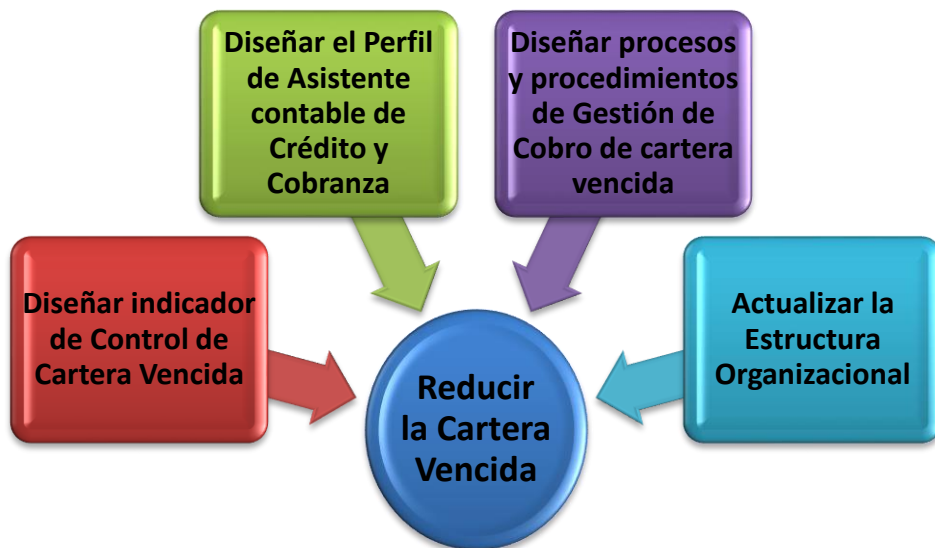 Diseñar indicador
de Control de
Cartera Vencida
Diseñar el Perfil
de Asistente
contable de
Crédito y
Cobranza
Diseñar procesos
y procedimientos
de Gestión de
Cobro de cartera
vencida
Actualizar la
Estructura
Organizacional
Reducir
la Cartera
Vencida